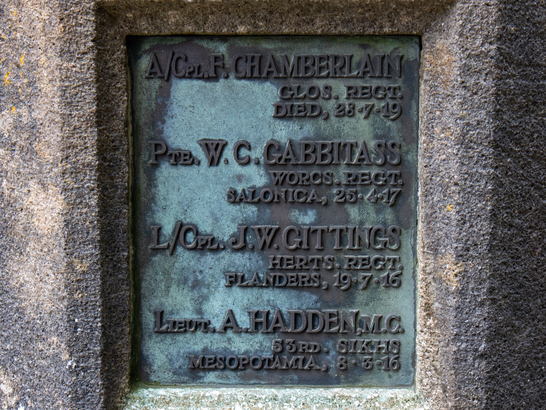 A/CPL. F. CHAMBERLAIN
GLOS. REGT.
DIED, 28·7·19
PTE. W. C. GABBITASS
WORCS. REGT.
SALONICA, 25·4·17
L/CPL. J. W. GITTINGS
HERTS. REGT.
FLANDERS, 19·7·16
LIEUT. A. HADDEN, M.C.
53RD. SIKHS
MESOPOTAMIA, 8·3·16